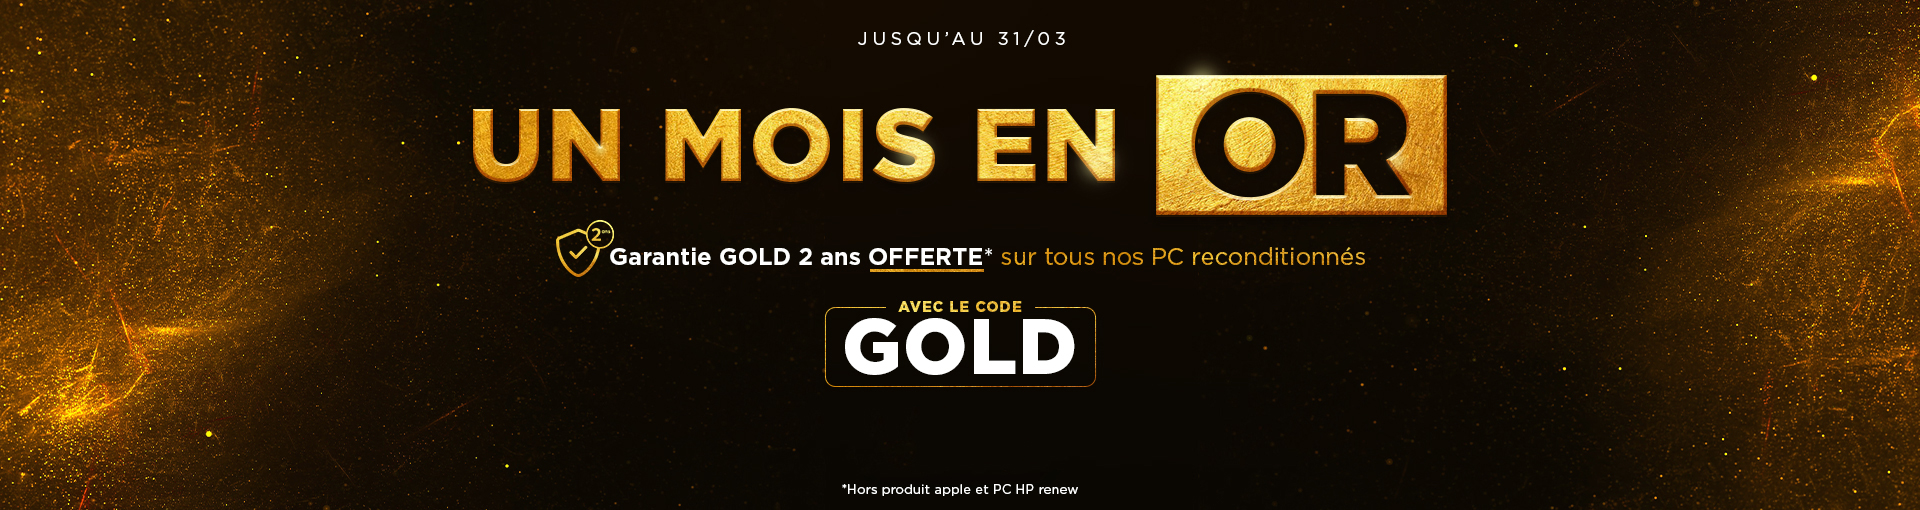 JUSQU'AU 31/03
UN MOIS EN OR
2 ans
Garantie GOLD 2 ans OFFERTE* sur tous nos PC reconditionnés
AVEC LE CODE
GOLD
*Hors produit apple et PC HP renew